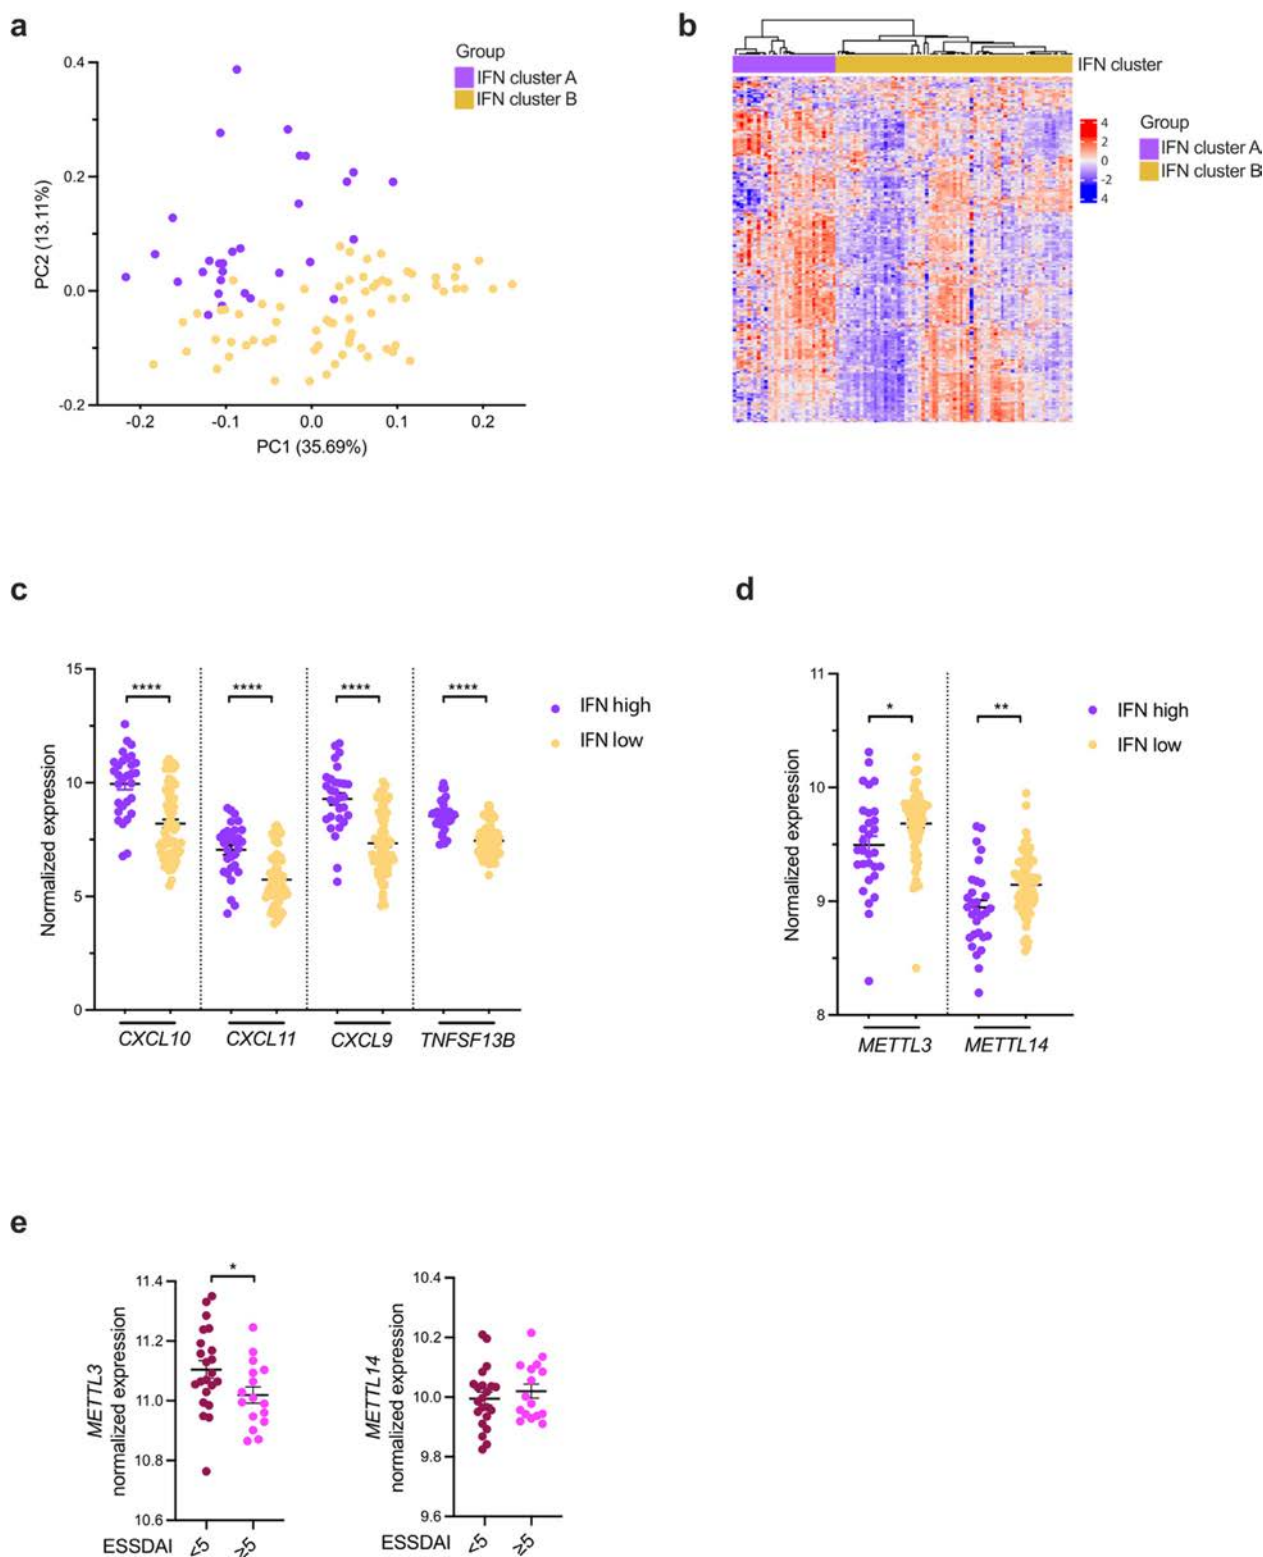 a
Group
IFN cluster A
IFN cluster B
0.4
0.2
0.0
-0.2
PC2 (13.11%)
-0.2
-0.1
0.0
0.1
0.2
PC1 (35.69%)
b
IFN cluster
4
2
0
-2
4
Group
IFN cluster A
IFN cluster B
c
15
10
5
0
Normalized expression
****
****
****
****
IFN high
IFN low
CXCL10
CXCL11
CXCL9
TNFSF13B
d
11
10
9
8
Normalized expression
*
**
IFN high
IFN low
METTL3
METTL14
e
METTL3
normalized expression
11.4
11.2
11.0
10.8
10.6
*
ESSDAI
<5
≥5
METTL14
normalized expression
10.4
10.2
10.0
9.8
9.6
ESSDAI
<5
≥5